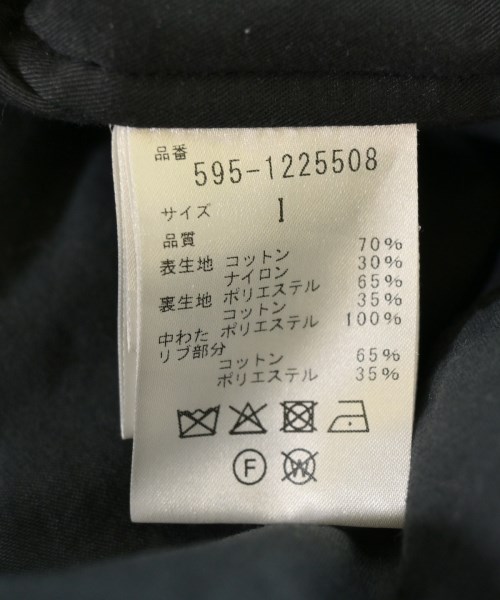 品番
595-1225508
サイズ I
品質
表生地 コットン 70%
ナイロン 30%
裏生地 ポリエステル 65%
コットン 35%
中わた ポリエステル 100%
リブ部分
コットン 65%
ポリエステル 35%
F
W